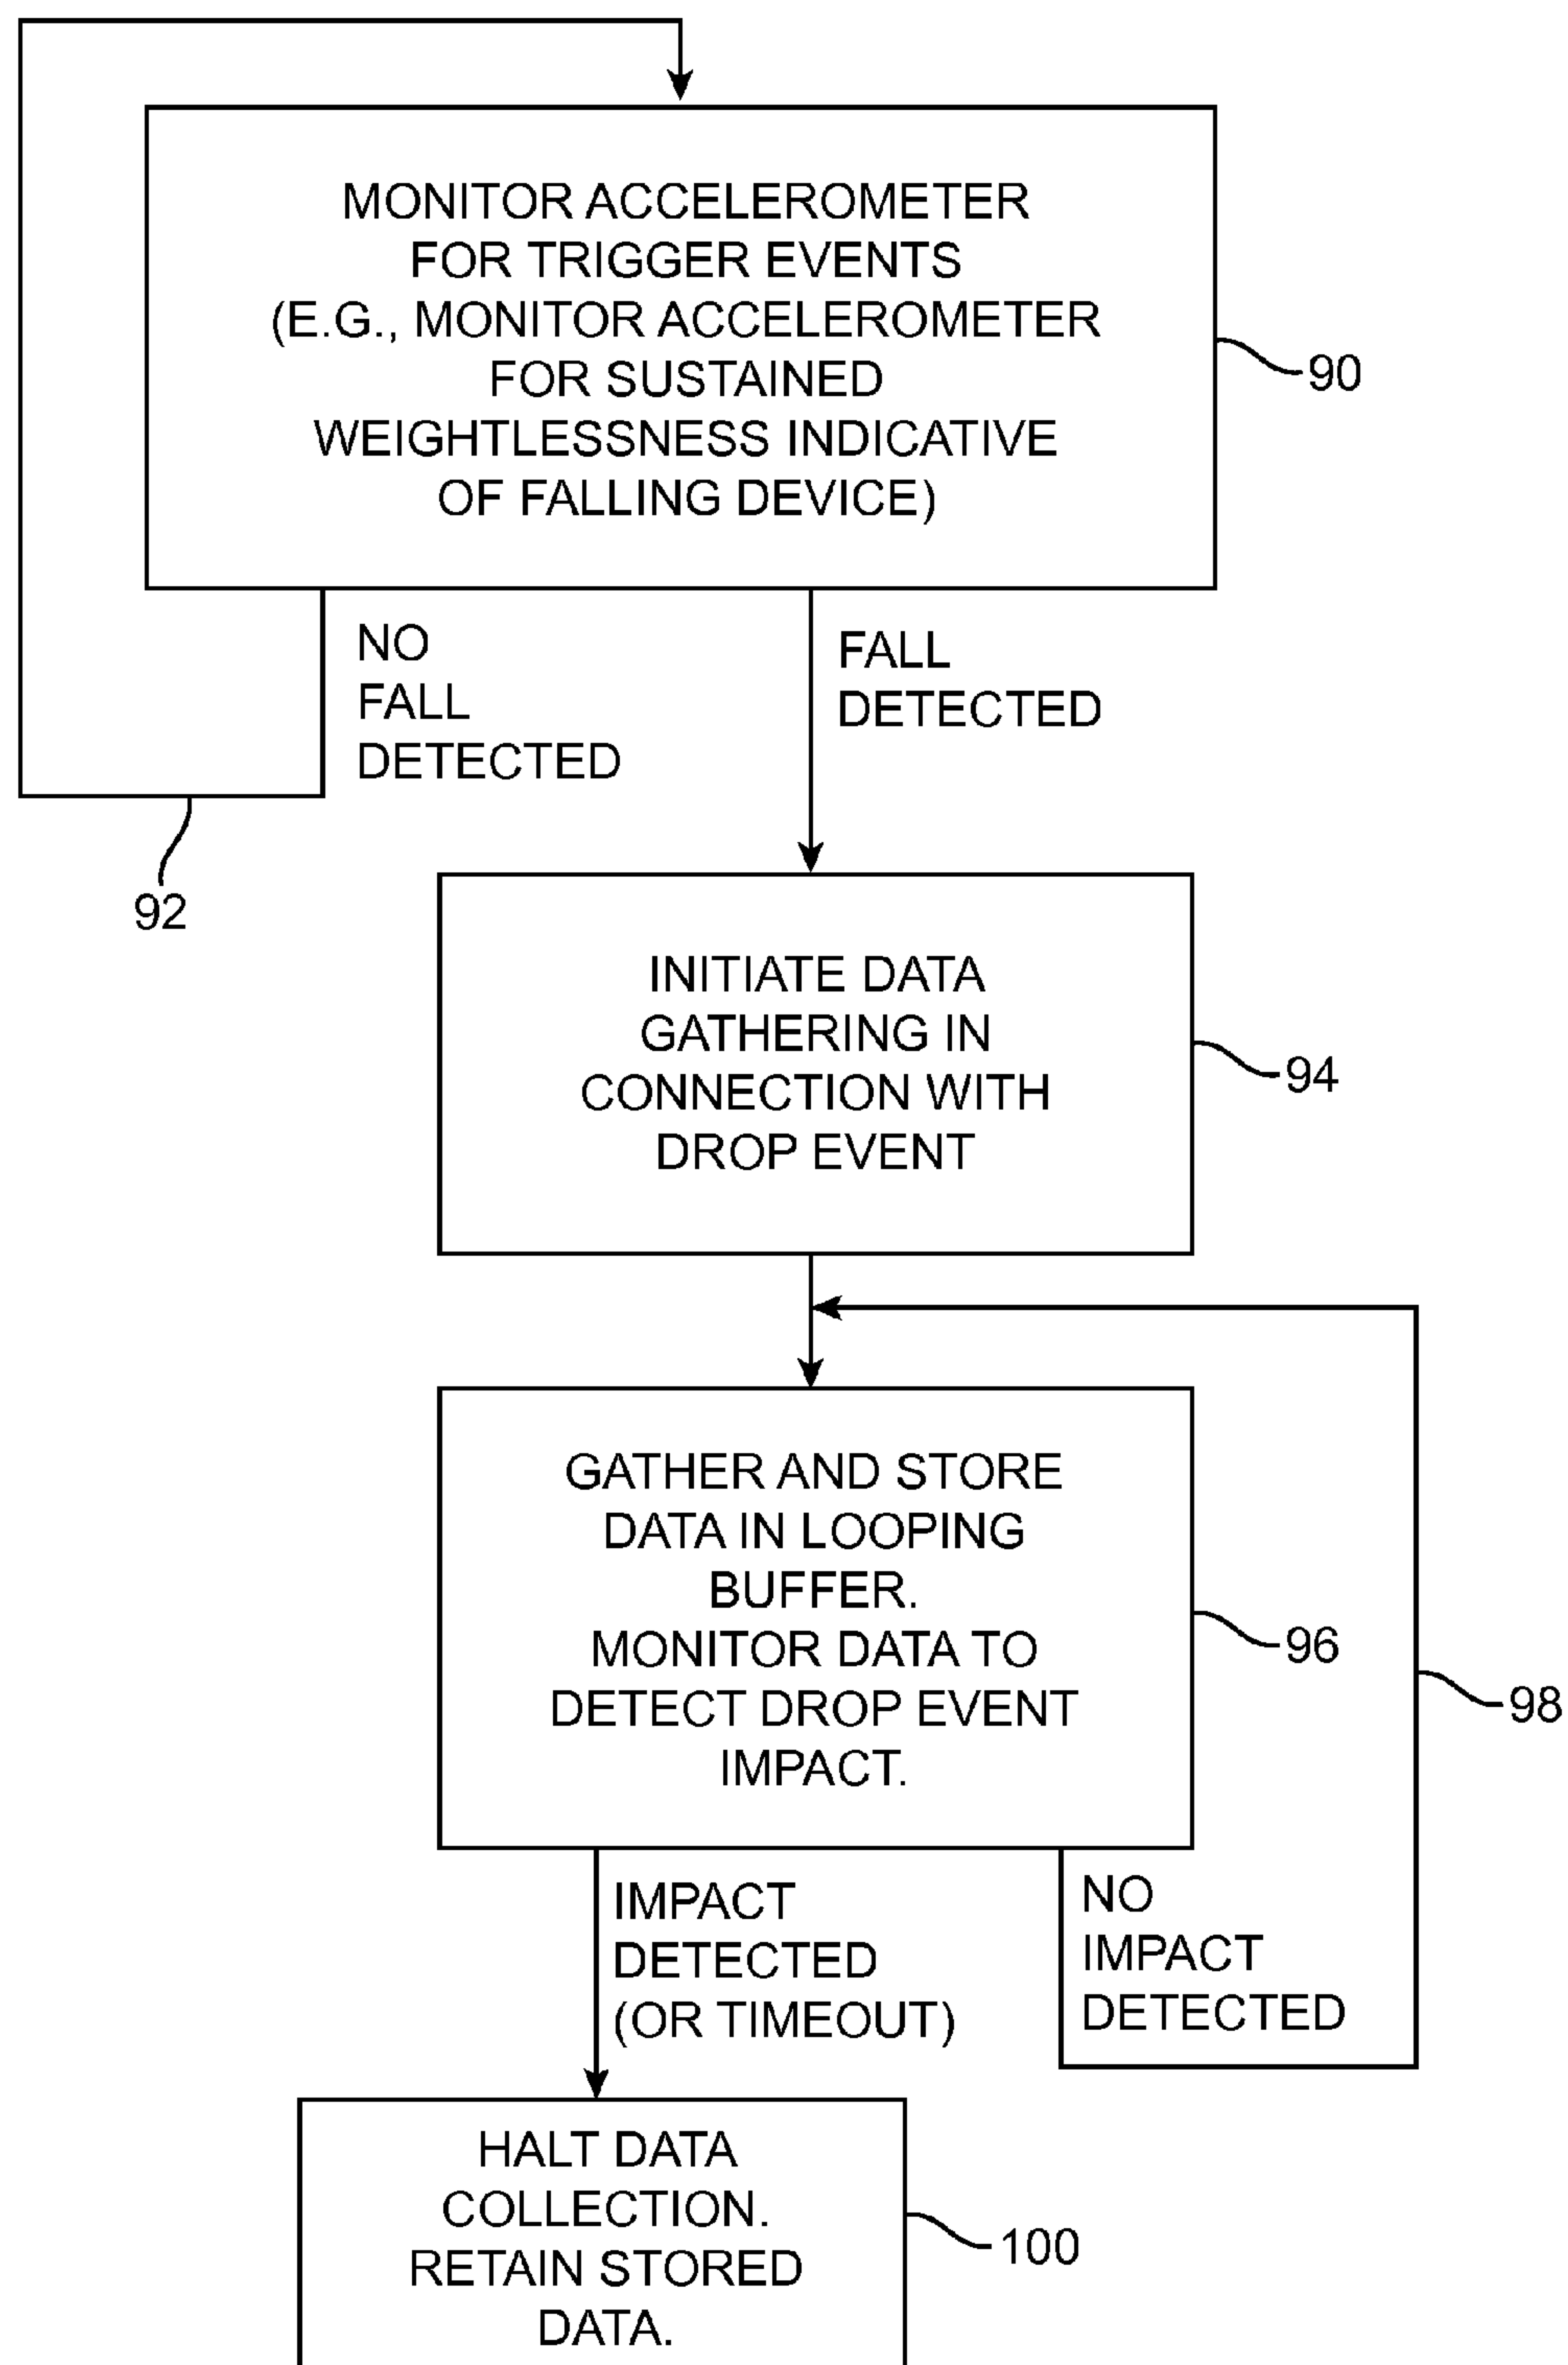 MONITOR ACCELEROMETER
FOR TRIGGER EVENTS
(E.G., MONITOR ACCELEROMETER
FOR SUSTAINED
WEIGHTLESSNESS INDICATIVE
OF FALLING DEVICE)
90
NO
FALL
DETECTED
FALL
DETECTED
92
INITIATE DATA
GATHERING IN
CONNECTION WITH
DROP EVENT
94
GATHER AND STORE
DATA IN LOOPING
BUFFER.
MONITOR DATA TO
DETECT DROP EVENT
IMPACT.
96
98
IMPACT
DETECTED
(OR TIMEOUT)
NO
IMPACT
DETECTED
HALT DATA
COLLECTION.
RETAIN STORED
DATA.
100